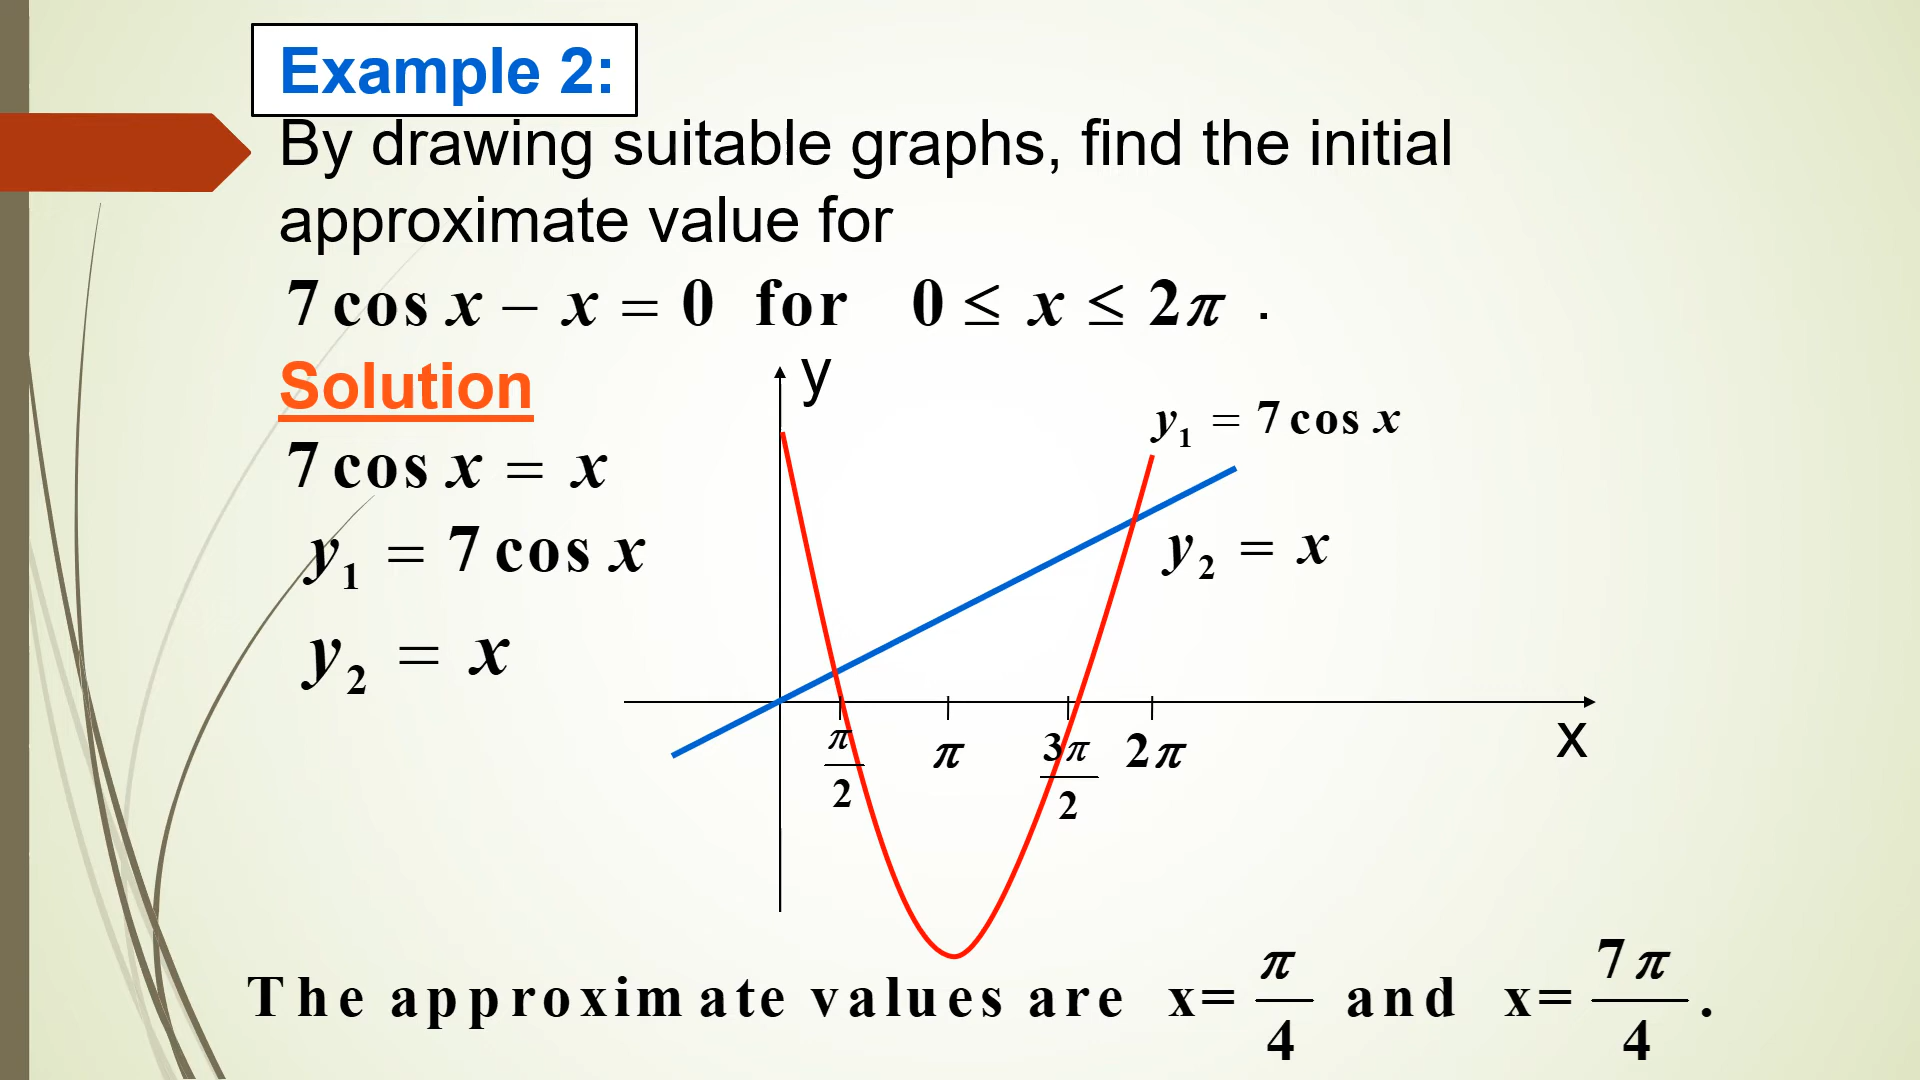 Example 2:
By drawing suitable graphs, find the initial
approximate value for
7 cos x − x = 0 for 0 ≤ x ≤ 2π .
Solution
7 cos x = x
y₁ = 7 cos x
y₂ = x
y
y₁ = 7 cos x
y₂ = x
π/2 π 3π/2 2π
x
The approximate values are x= π/4 and x= 7π/4 .